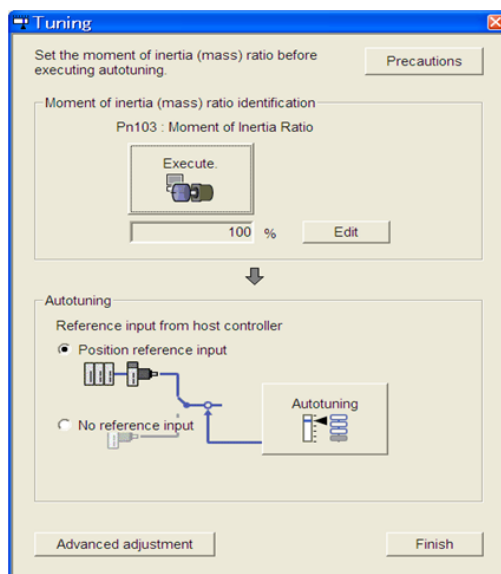 Tuning
Set the moment of inertia (mass) ratio before
executing autotuning.
Precautions
Moment of inertia (mass) ratio identification
Pn103 : Moment of Inertia Ratio
Execute.
100 %
Edit
Autotuning
Reference input from host controller
Position reference input
No reference input
Autotuning
Advanced adjustment
Finish